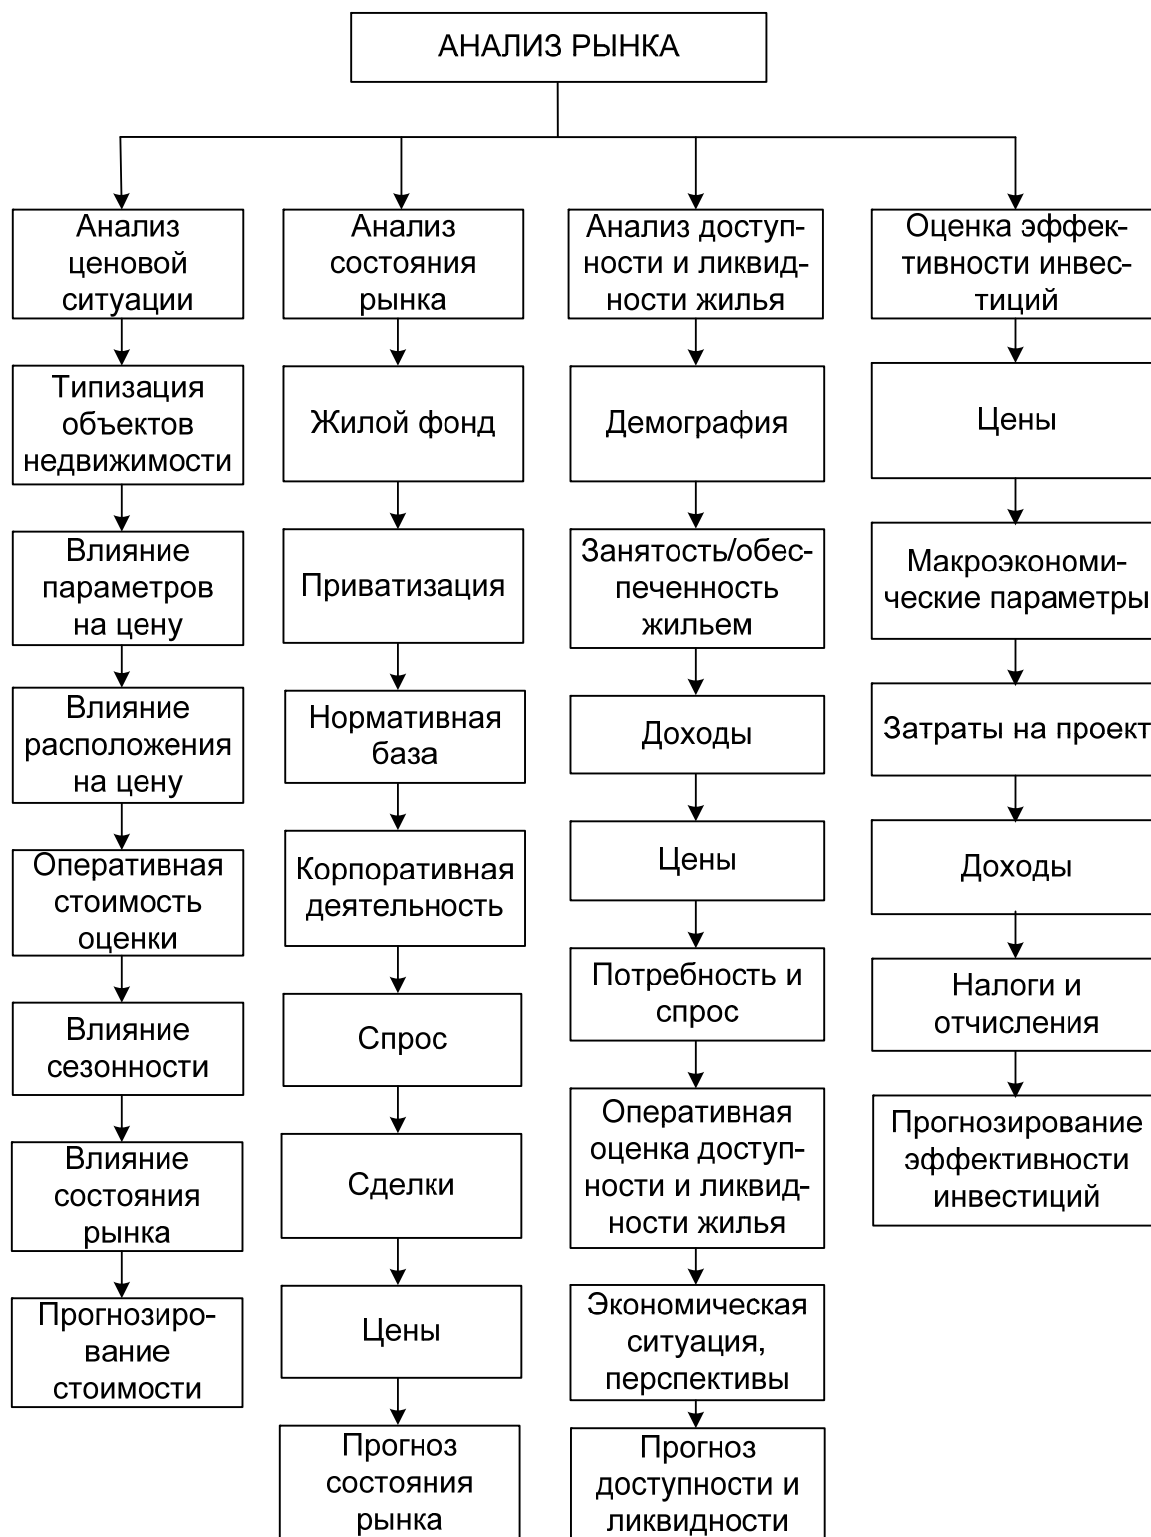 АНАЛИЗ РЫНКА
Анализ
ценовой
ситуации
Типизация
объектов
недвижимости
Влияние
параметров
на цену
Влияние
расположения
на цену
Оперативная
стоимость
оценки
Влияние
сезонности
Влияние
состояния
рынка
Прогнозиро-
вание
стоимости
Анализ
состояния
рынка
Жилой фонд
Приватизация
Нормативная
база
Корпоративная
деятельность
Спрос
Сделки
Цены
Прогноз
состояния
рынка
Анализ доступ-
ности и ликвид-
ности жилья
Демография
Занятость/обес-
печенность
жильем
Доходы
Цены
Потребность и
спрос
Оперативная
оценка доступ-
ности и ликвид-
ности жилья
Экономическая
ситуация,
перспективы
Прогноз
доступности и
ликвидности
Оценка эффек-
тивности инвес-
тиций
Цены
Макроэкономи-
ческие параметры
Затраты на проект
Доходы
Налоги и
отчисления
Прогнозирование
эффективности
инвестиций